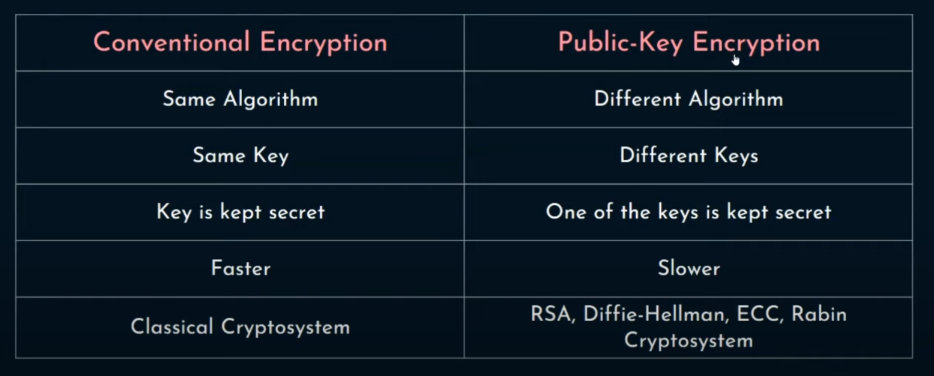 Conventional Encryption
Public-Key Encryption
Same Algorithm
Different Algorithm
Same Key
Different Keys
Key is kept secret
One of the keys is kept secret
Faster
Slower
Classical Cryptosystem
RSA, Diffie-Hellman, ECC, Rabin
Cryptosystem